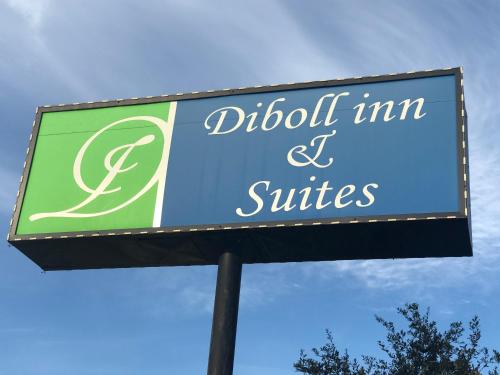 Diboll inn
&
Suites